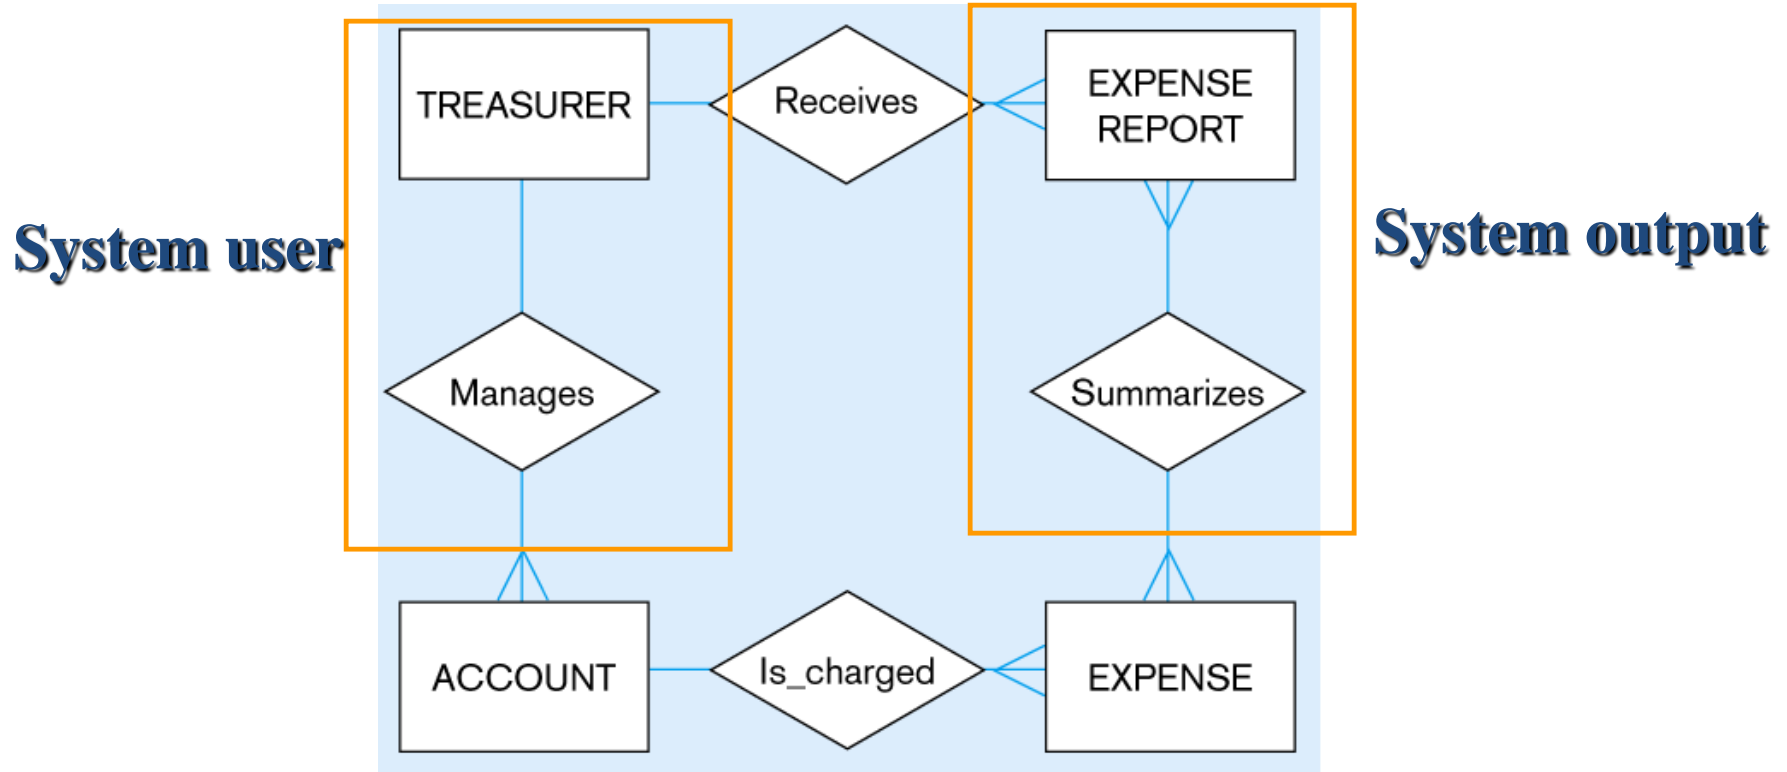 TREASURER
Receives
EXPENSE
REPORT
System user
System output
Manages
Summarizes
ACCOUNT
Is_charged
EXPENSE